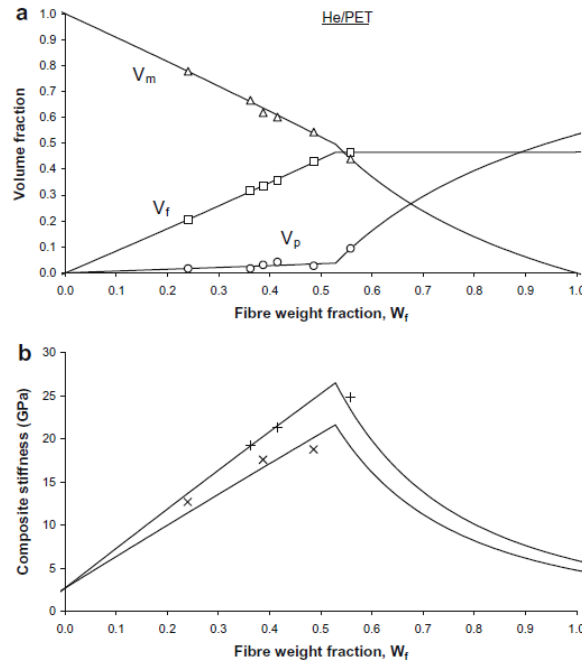 a
He/PET
1.0
0.9
0.8
0.7
0.6
0.5
0.4
0.3
0.2
0.1
0.0
Volume fraction
Vm
Vf
Vp
0.0 0.1 0.2 0.3 0.4 0.5 0.6 0.7 0.8 0.9 1.0
Fibre weight fraction, Wf
b
30
25
20
15
10
5
0
Composite stiffness (GPa)
0.0 0.1 0.2 0.3 0.4 0.5 0.6 0.7 0.8 0.9 1.0
Fibre weight fraction, Wf